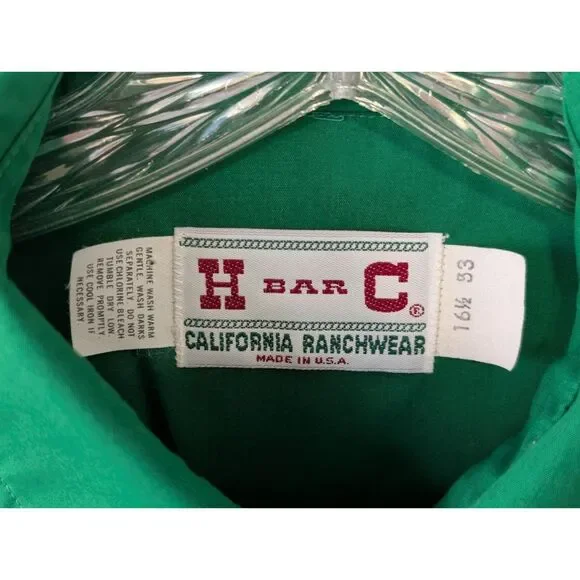 MACHINE WASH WARM
GENTLE. WASH DARKS
SEPARATELY. DO NOT
USE CHLORINE BLEACH
TUMBLE DRY LOW.
REMOVE PROMPTLY.
USE COOL IRON IF
NECESSARY
H BAR C ®
CALIFORNIA RANCHWEAR
MADE IN U.S.A.
16½ 33